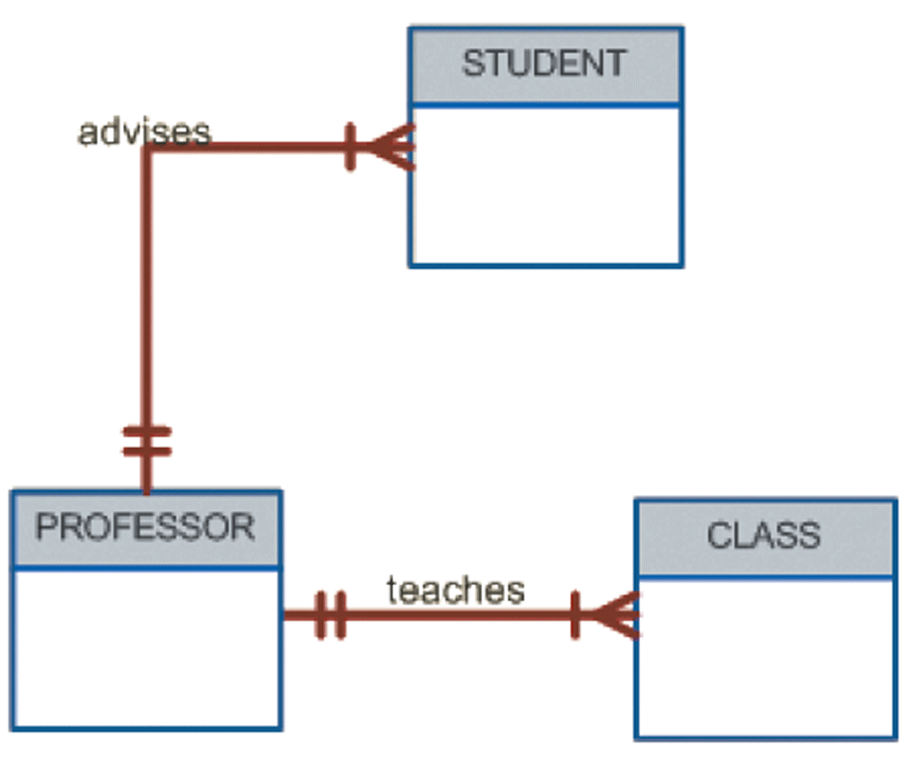 STUDENT
advises
PROFESSOR
teaches
CLASS